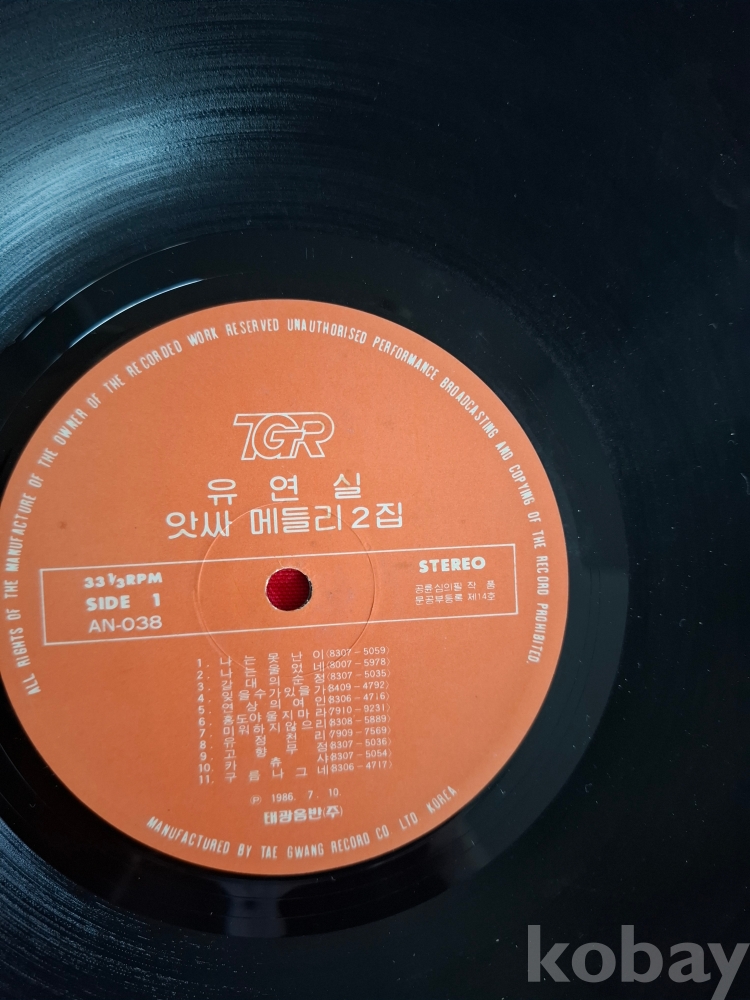 ALL RIGHTS OF THE MANUFACTURE OF THE OWNER OF THE RECORDED WORK RESERVED UNAUTHORISED PERFORMANCE BROADCASTING AND COPYING OF THE RECORD PROHIBITED
TGR
유 연 실
앗싸 메들리 2 집
33 1/3 RPM
SIDE 1
AN-038
STEREO
공륜심의필 작 품
문공부등록 제14호
1. 나 는 못 난 이 (8307-5059)
2. 나 는 울 었 네 (8007-5978)
3. 갈 대 의 순 정 (8307-5035)
4. 잊을수가있을가 (8409-4792)
5. 연 상 의 여 인 (8306-4716)
6. 홍도야울지마라 (7910-9231)
7. 미워하지않으리 (8308-5889)
8. 유 정 천 리 (7909-7569)
9. 고 향 무 정 (8307-5036)
10. 카 츄 샤 (8307-5054)
11. 구 름 나 그 네 (8306-4717)
Ⓟ 1986. 7. 10.
태광음반(주)
MANUFACTURED BY TAE GWANG RECORD CO LTD KOREA
kobay